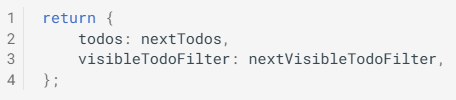 1 return {
2     todos: nextTodos,
3     visibleTodoFilter: nextVisibleTodoFilter,
4 };